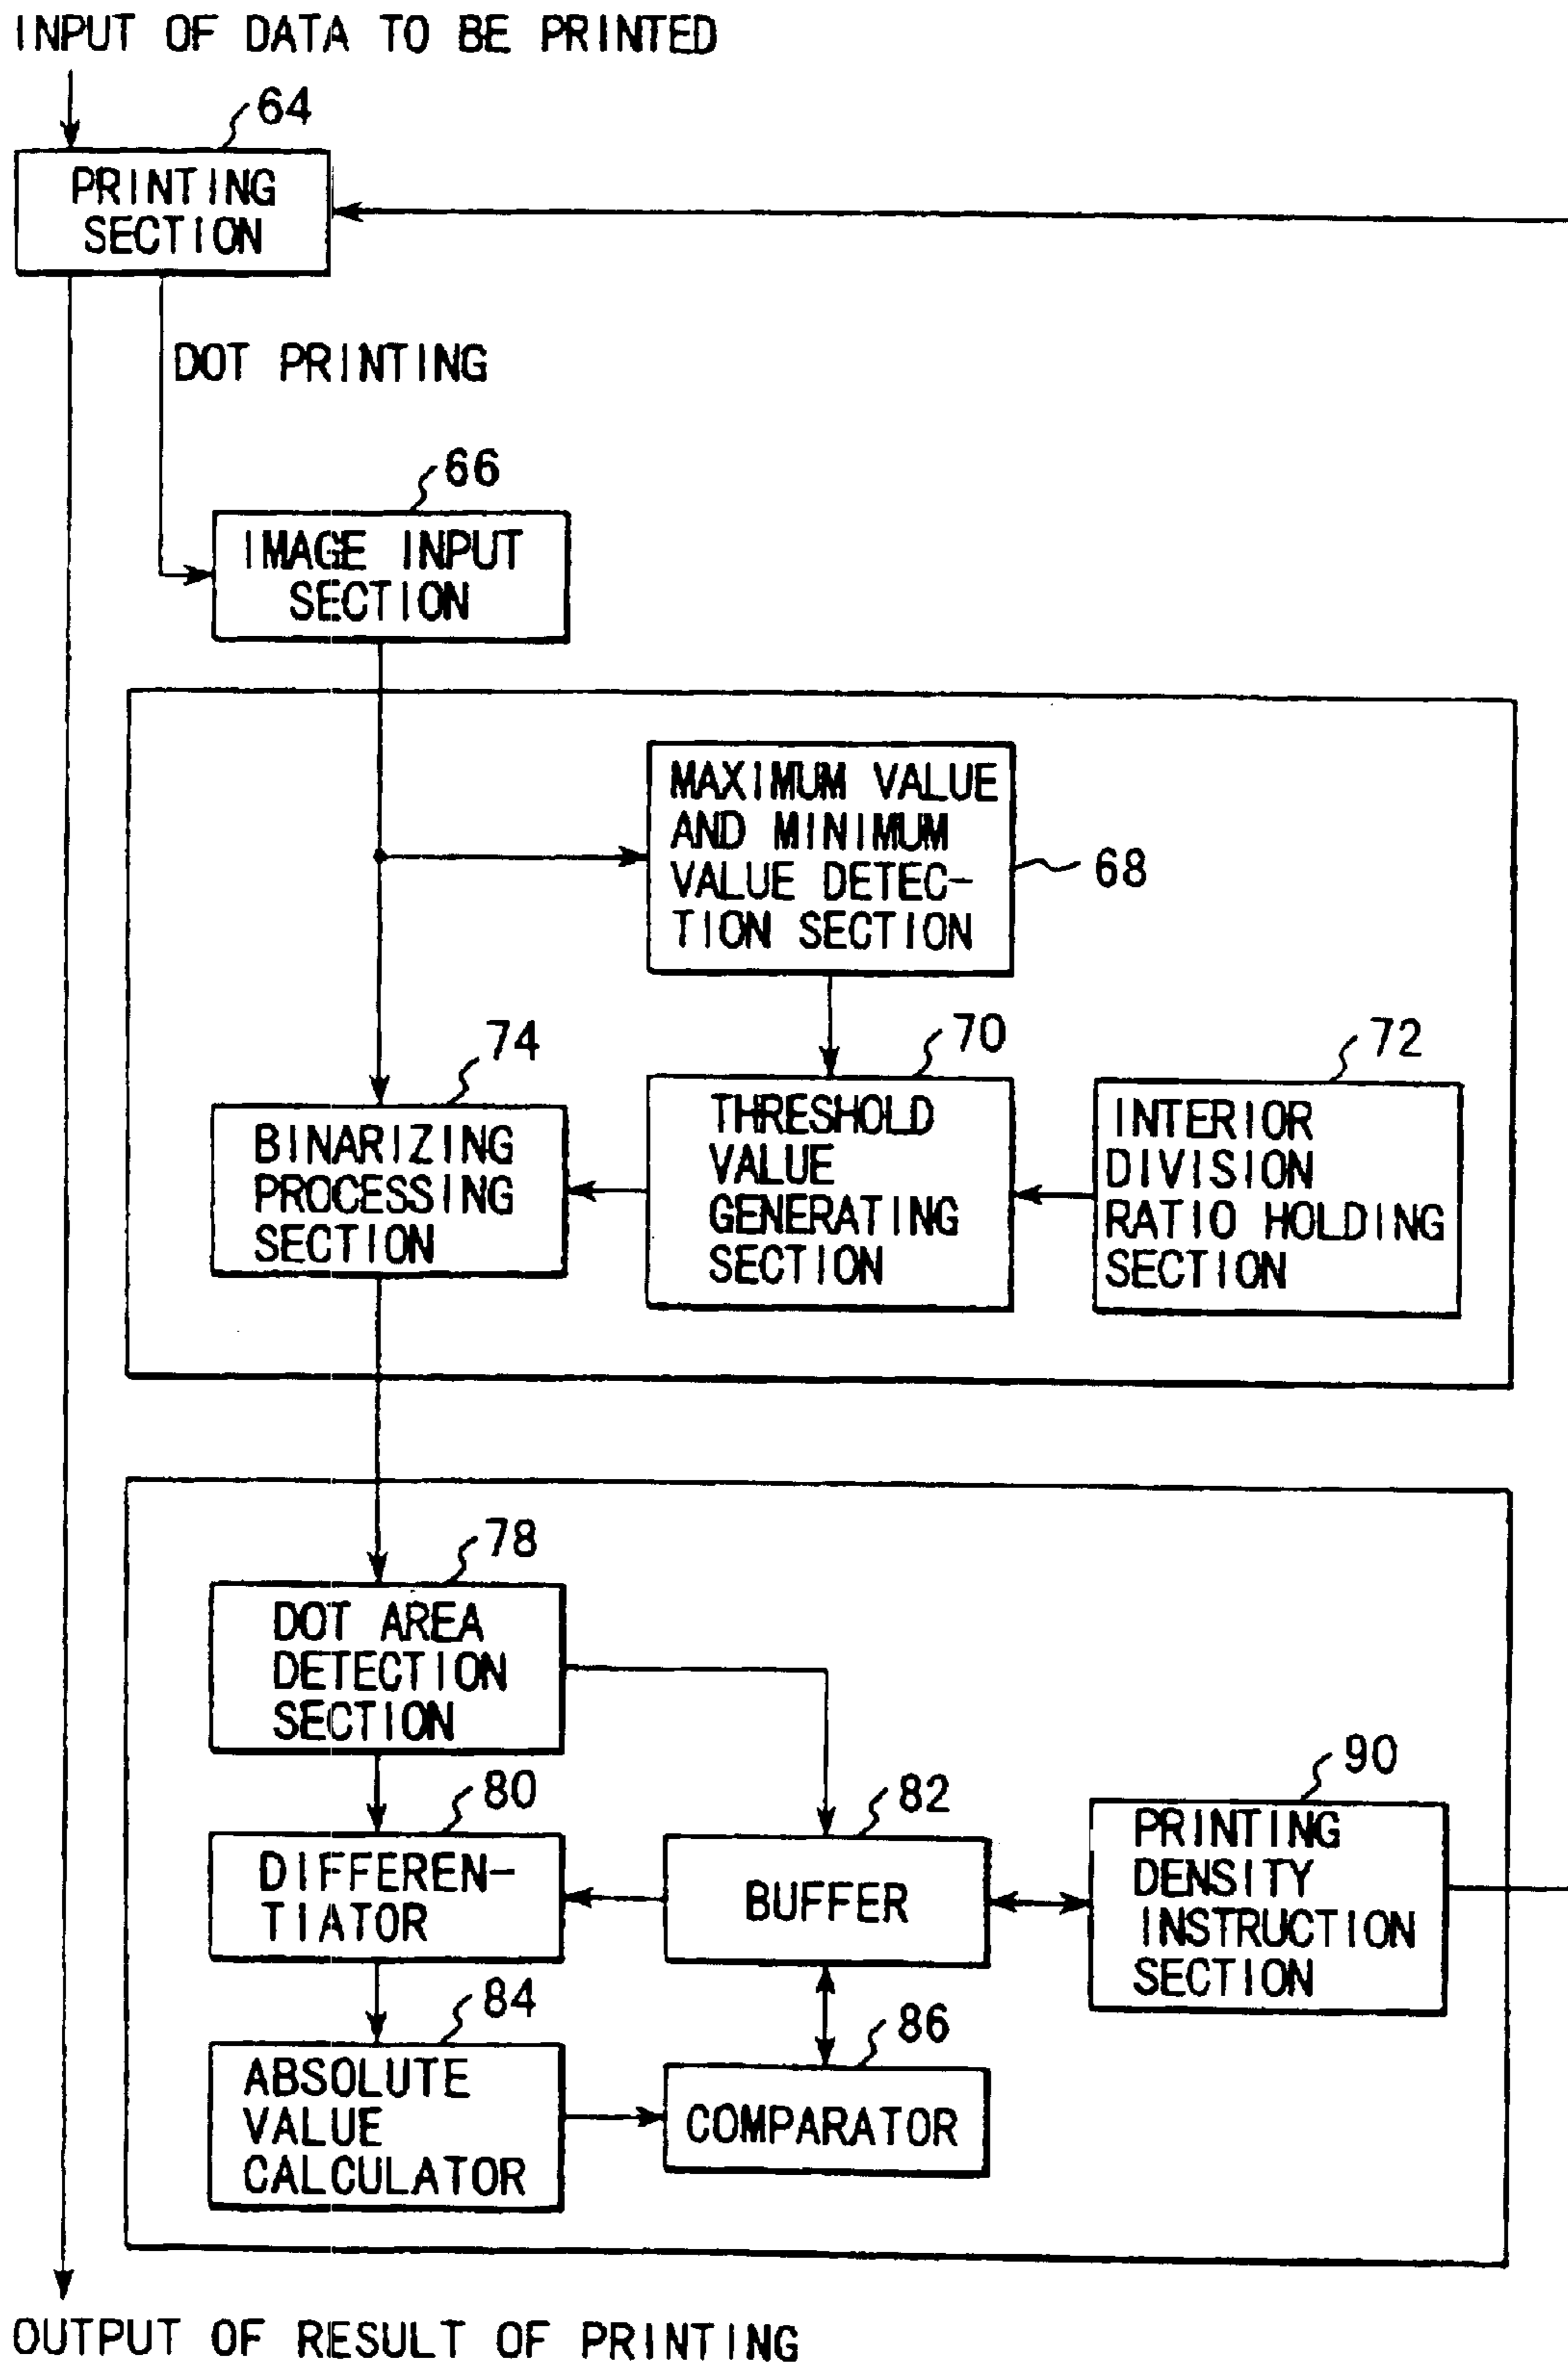 INPUT OF DATA TO BE PRINTED
64
PRINTING
SECTION
DOT PRINTING
66
IMAGE INPUT
SECTION
MAXIMUM VALUE
AND MINIMUM
VALUE DETEC-
TION SECTION
68
74
BINARIZING
PROCESSING
SECTION
70
THRESHOLD
VALUE
GENERATING
SECTION
72
INTERIOR
DIVISION
RATIO HOLDING
SECTION
78
DOT AREA
DETECTION
SECTION
80
DIFFEREN-
TIATOR
82
BUFFER
90
PRINTING
DENSITY
INSTRUCTION
SECTION
84
ABSOLUTE
VALUE
CALCULATOR
86
COMPARATOR
OUTPUT OF RESULT OF PRINTING